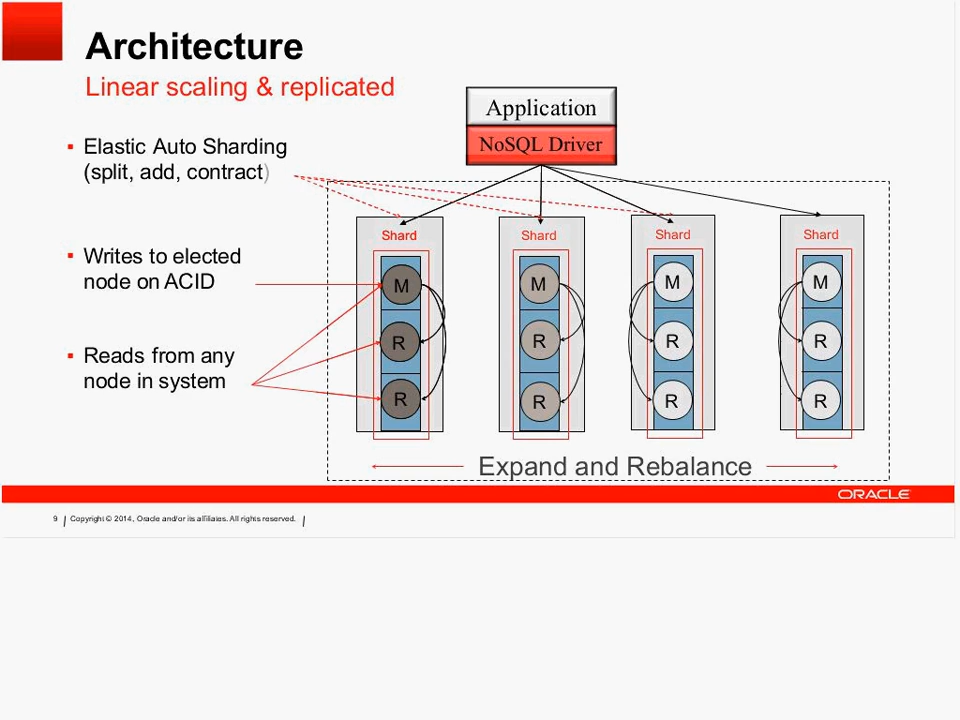 Architecture
Linear scaling & replicated
▪ Elastic Auto Sharding
(split, add, contract)
▪ Writes to elected
node on ACID
▪ Reads from any
node in system
Application
NoSQL Driver
Shard
M
R
R
Shard
M
R
R
Shard
M
R
R
Shard
M
R
R
Expand and Rebalance
ORACLE
9 | Copyright © 2014, Oracle and/or its affiliates. All rights reserved. |